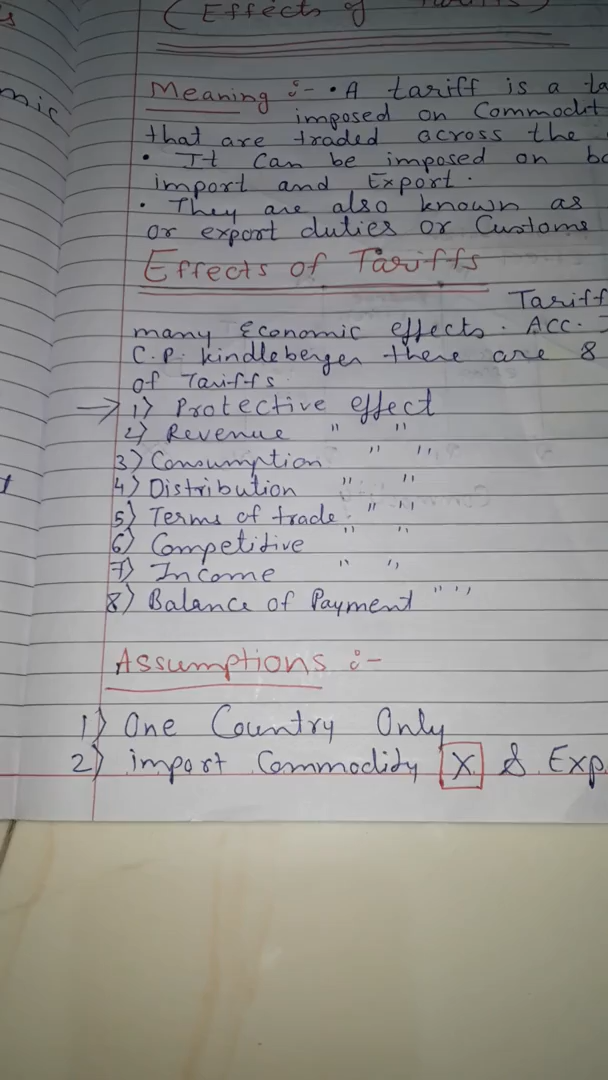 (Effects of Tariffs)
mic
Meaning :- • A tariff is a ta
imposed on Commodit
that are traded across the
• It Can be imposed on bo
import and Export.
• They are also known as
or export duties or Customs
Effects of Tariffs
Tariff
many Economic effects. Acc.
C.P. kindleberger there are 8
of Tariffs
→ 1) Protective effect
2) Revenue " "
3) Consumption " "
4) Distribution " "
5) Terms of trade " "
6) Competitive " "
7) Income " "
8) Balance of Payment " "
Assumptions :-
1) One Country Only
2) import Commodity X & Exp